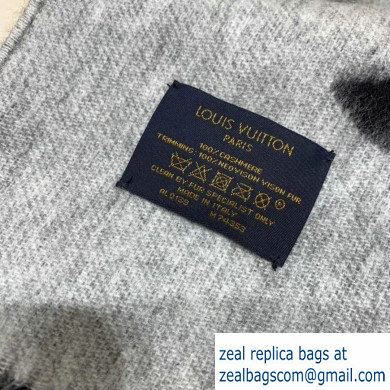 LOUIS VUITTON
PARIS
100% CASHMERE
TRIMMING: 100% NEOVISON VISON FUR
CLEAN BY FUR SPECIALIST ONLY
MADE IN ITALY
M74353
zeal replica bags at
zealbagscom@gmail.com